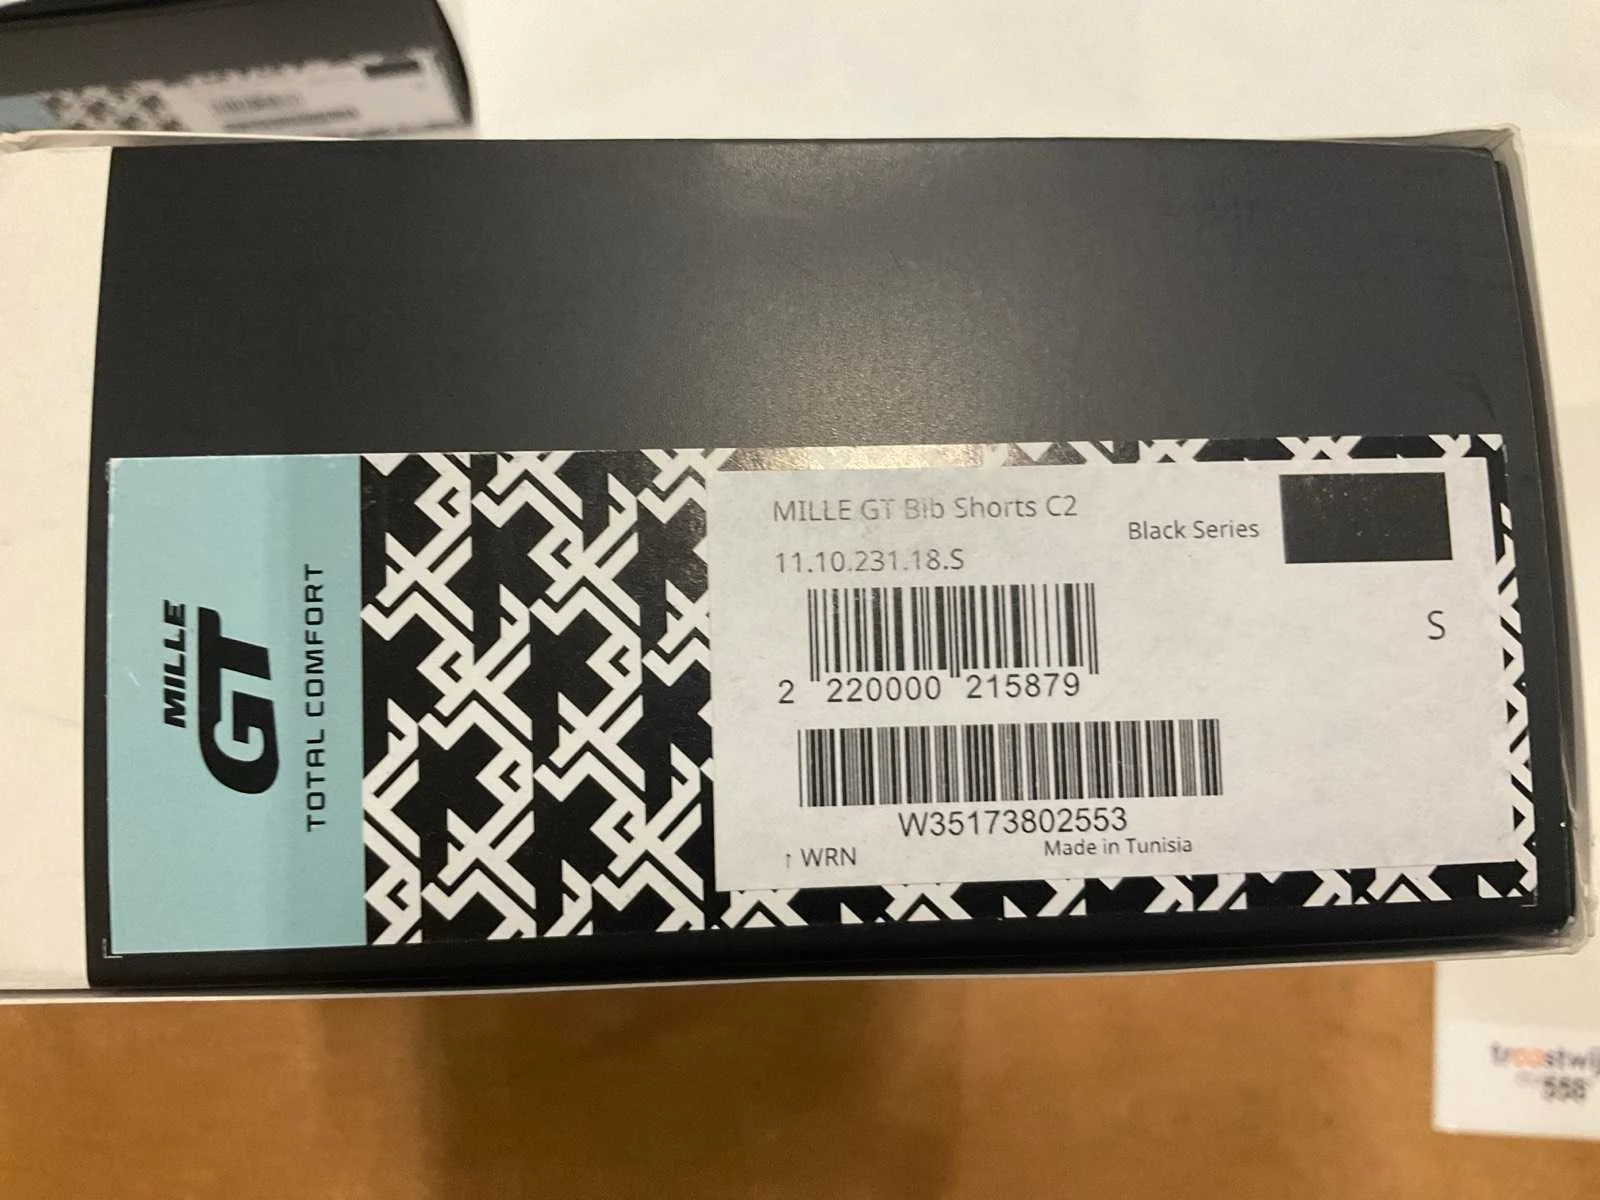 MILLE
GT
TOTAL COMFORT
MILLE GT Bib Shorts C2
Black Series
11.10.231.18.S
S
2 220000 215879
W35173802553
↑ WRN
Made in Tunisia
558